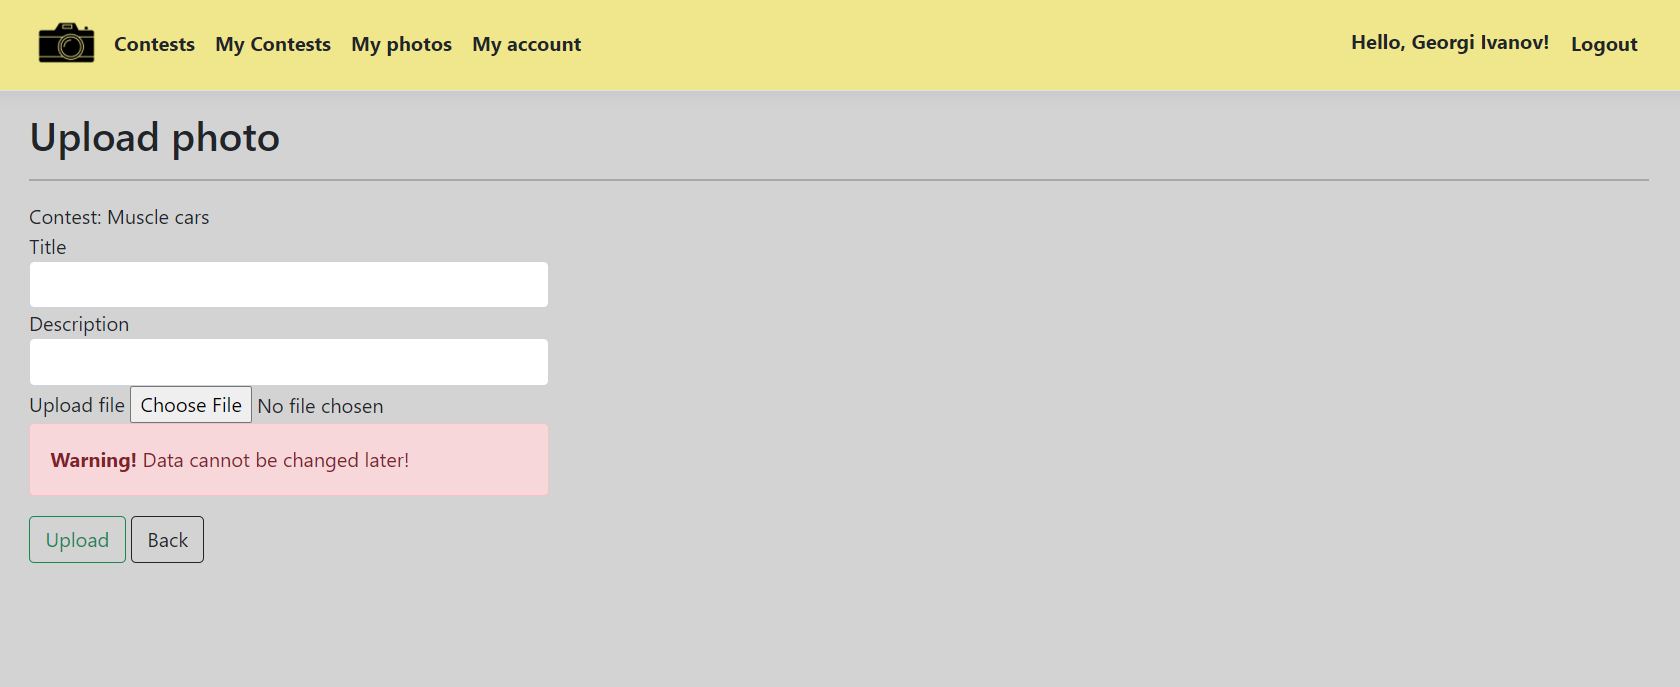 Contests My Contests My photos My account Hello, Georgi Ivanov! Logout
Upload photo
Contest: Muscle cars
Title
Description
Upload file Choose File No file chosen
Warning! Data cannot be changed later!
Upload Back